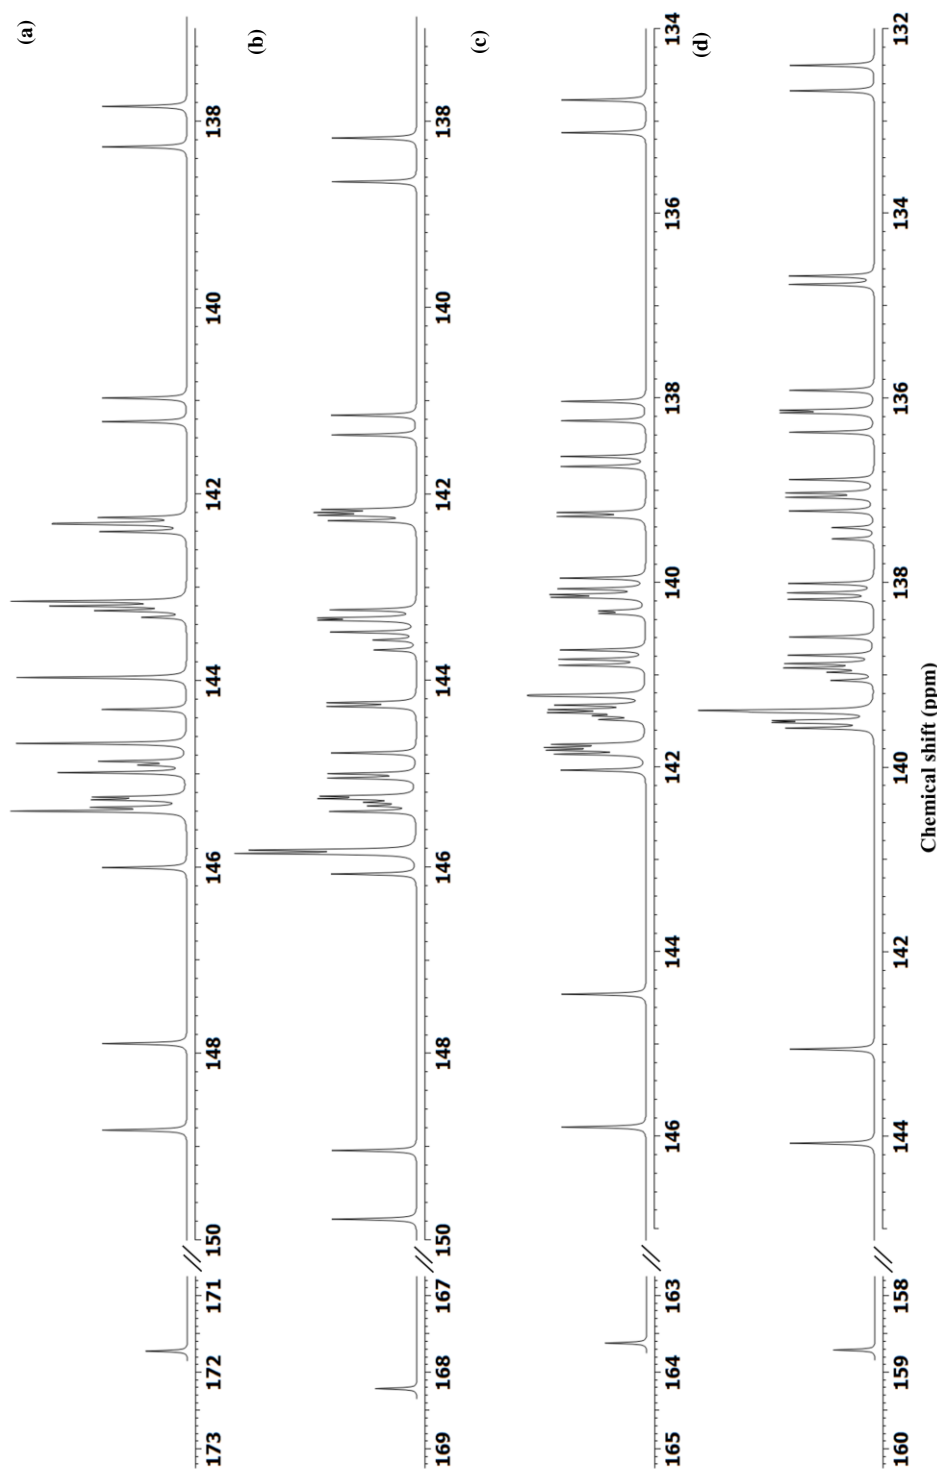 (a)
173 172 171 150 148 146 144 142 140 138
(b)
169 168 167 150 148 146 144 142 140 138
(c)
165 164 163 146 144 142 140 138 136 134
(d)
160 159 158 144 142 140 138 136 134 132
Chemical shift (ppm)